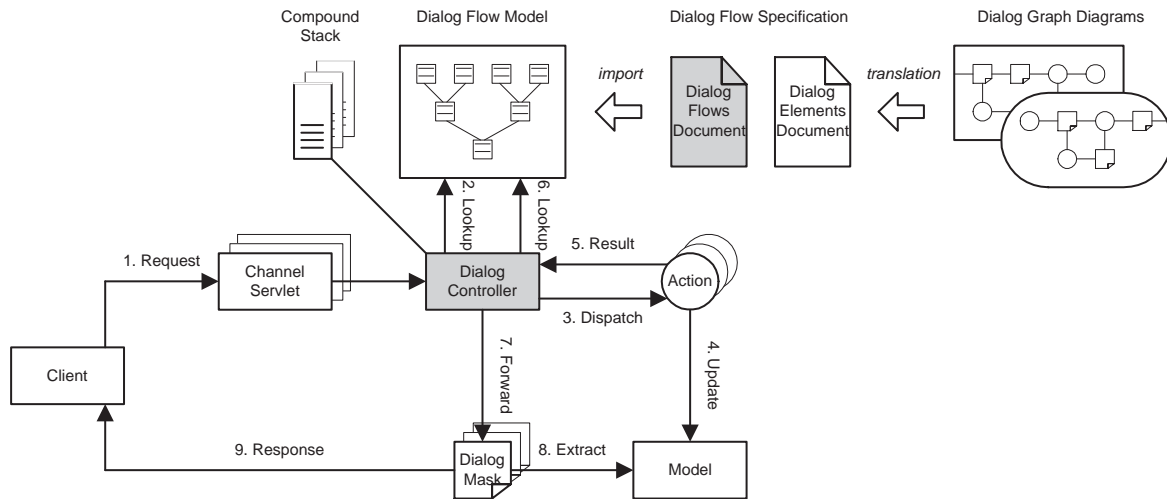 Compound
Stack
Dialog Flow Model
Dialog Flow Specification
Dialog Graph Diagrams
import
Dialog
Flows
Document
Dialog
Elements
Document
translation
2. Lookup
6. Lookup
1. Request
Channel
Servlet
Dialog
Controller
5. Result
Action
3. Dispatch
7. Forward
4. Update
Client
9. Response
Dialog
Mask
8. Extract
Model